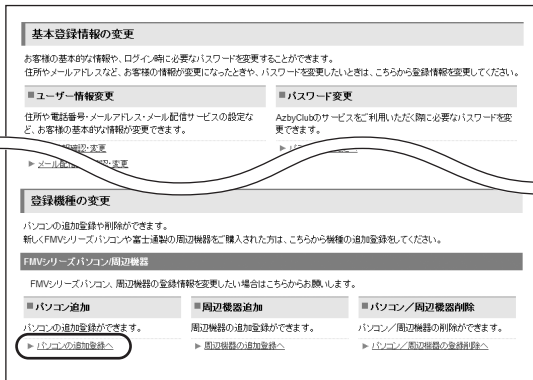 基本登録情報の変更
お客様の基本的な情報や、ログイン時に必要なパスワードを変更することができます。
住所やメールアドレスなど、お客様の情報が変更になったときや、パスワードを変更したいときは、こちらから登録情報を変更してください。
■ユーザー情報変更
■パスワード変更
住所や電話番号・メールアドレス・メール配信サービスの設定な
ど、お客様の基本的な情報が変更できます。
AzbyClubのサービスをご利用いただく際に必要なパスワードを変
更できます。
確認・変更
▶ メール配
変更
登録機種の変更
パソコンの追加登録や削除ができます。
新しくFMVシリーズパソコンや富士通製の周辺機器をご購入された方は、こちらから機種の追加登録をしてください。
FMVシリーズパソコン/周辺機器
FMVシリーズパソコン、周辺機器の登録情報を変更したい場合はこちらからお願いします。
■パソコン追加
■周辺機器追加
■パソコン／周辺機器削除
パソコンの追加登録ができます。
周辺機器の追加登録ができます。
パソコン／周辺機器の削除ができます。
▶ パソコンの追加登録へ
▶ 周辺機器の追加登録へ
▶ パソコン／周辺機器の登録削除へ